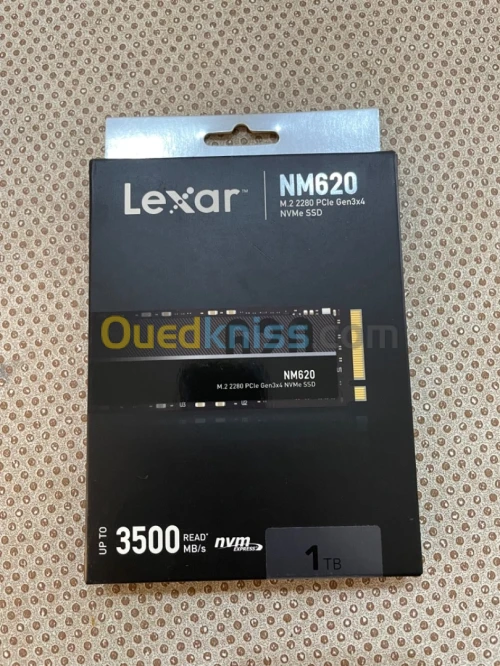 Lexar™
NM620
M.2 2280 PCIe Gen3x4
NVMe SSD
Ouedkniss.com
NM620
M.2 2280 PCIe Gen3x4 NVMe SSD
UP TO
3500 READ*
MB/s
nvm
EXPRESS
1 TB